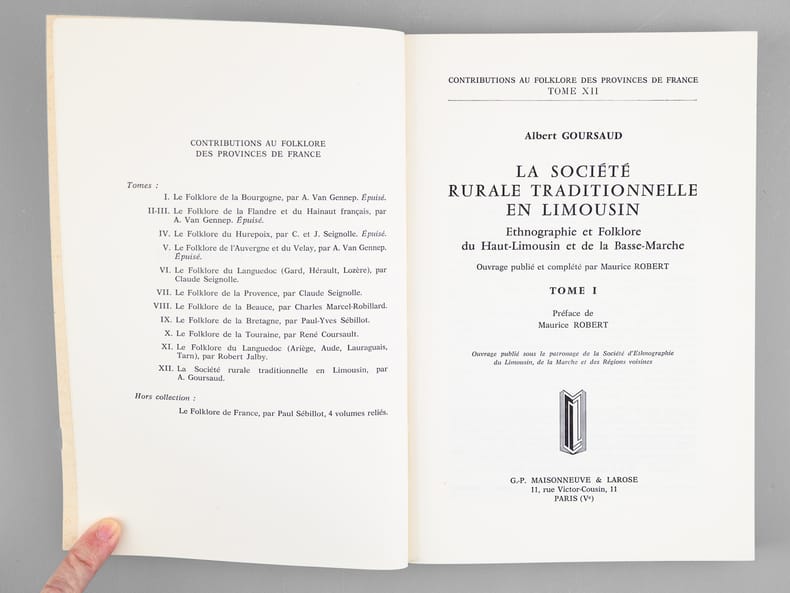 CONTRIBUTIONS AU FOLKLORE
DES PROVINCES DE FRANCE
Tomes :
I. Le Folklore de la Bourgogne, par A. Van Gennep. Épuisé.
II-III. Le Folklore de la Flandre et du Hainaut français, par
A. Van Gennep. Épuisé.
IV. Le Folklore du Hurepoix, par C. et J. Seignolle. Épuisé.
V. Le Folklore de l'Auvergne et du Velay, par A. Van Gennep.
Épuisé.
VI. Le Folklore du Languedoc (Gard, Hérault, Lozère), par
Claude Seignolle.
VII. Le Folklore de la Provence, par Claude Seignolle.
VIII. Le Folklore de la Beauce, par Charles Marcel-Robillard.
IX. Le Folklore de la Bretagne, par Paul-Yves Sébillot.
X. Le Folklore de la Touraine, par René Coursault.
XI. Le Folklore du Languedoc (Ariège, Aude, Lauraguais,
Tarn), par Robert Jalby.
XII. La Société rurale traditionnelle en Limousin, par
A. Goursaud.
Hors collection :
Le Folklore de France, par Paul Sébillot, 4 volumes reliés.
CONTRIBUTIONS AU FOLKLORE DES PROVINCES DE FRANCE
TOME XII
Albert GOURSAUD
LA SOCIÉTÉ
RURALE TRADITIONNELLE
EN LIMOUSIN
Ethnographie et Folklore
du Haut-Limousin et de la Basse-Marche
Ouvrage publié et complété par Maurice ROBERT
TOME I
Préface de
Maurice ROBERT
Ouvrage publié sous le patronage de la Société d'Ethnographie
du Limousin, de la Marche et des Régions voisines
G.-P. MAISONNEUVE & LAROSE
11, rue Victor-Cousin, 11
PARIS (Vᵉ)